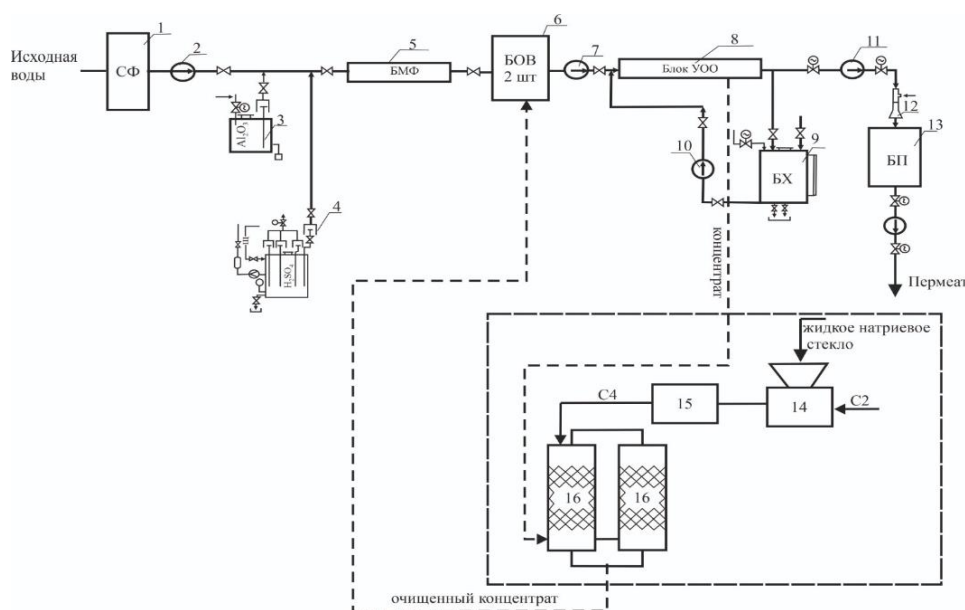 6
1
2
5
7
8
11
Исходная
воды
СФ
БМФ
БОВ
2 шт
Блок УОО
12
13
Al₂O₃
3
10
9
БХ
БП
4
H₂SO₄
концентрат
Пермеат
жидкое натриевое
стекло
C4
15
14
C2
16
16
очищенный концентрат